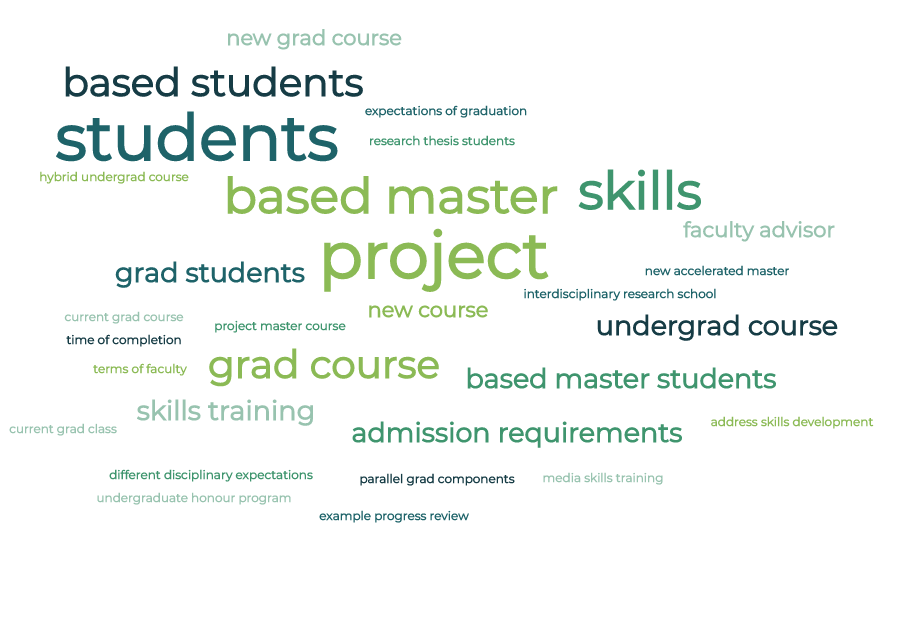 new grad course
based students
expectations of graduation
students
research thesis students
hybrid undergrad course
based master
skills
faculty advisor
project
grad students
new accelerated master
interdisciplinary research school
new course
current grad course
project master course
undergrad course
time of completion
terms of faculty
grad course
based master students
skills training
address skills development
current grad class
admission requirements
different disciplinary expectations
parallel grad components
media skills training
undergraduate honour program
example progress review